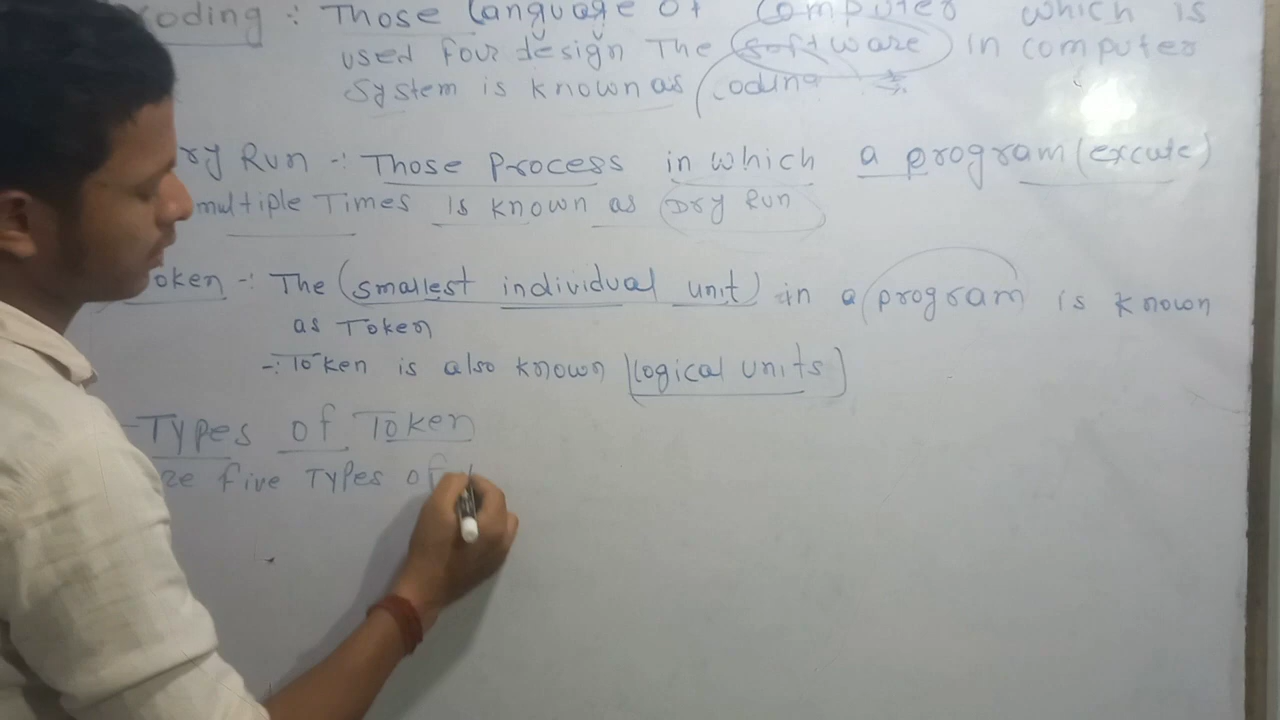 coding : Those language of computer which is
used four design The software in computer
System is known as coding
ry Run -: Those Process in which a program (excute)
multiple Times is known as Dry Run
oken -: The (smallest individual unit) in a program is known
as Token
-: Token is also known logical units
Types of Token
re five Types of